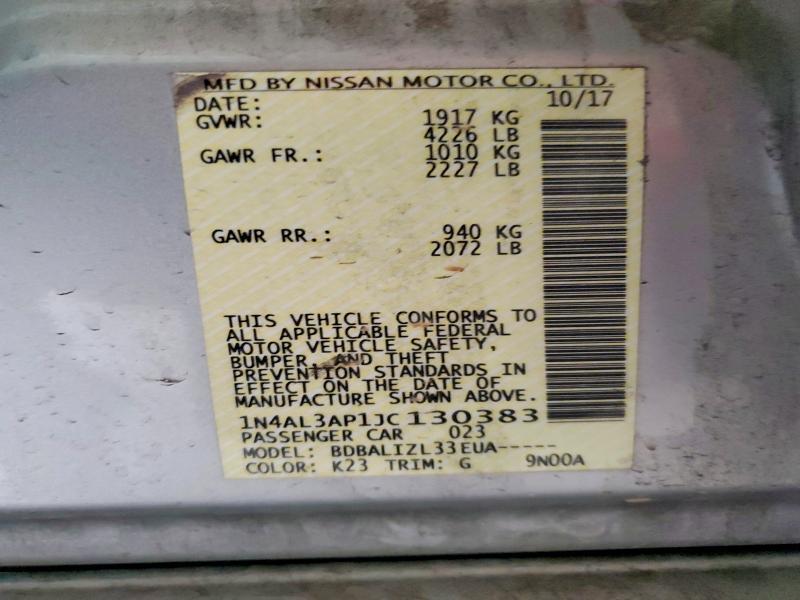 MFD BY NISSAN MOTOR CO., LTD.
DATE: 10/17
GVWR: 1917 KG
4226 LB
GAWR FR.: 1010 KG
2227 LB
GAWR RR.: 940 KG
2072 LB
THIS VEHICLE CONFORMS TO
ALL APPLICABLE FEDERAL
MOTOR VEHICLE SAFETY,
BUMPER, AND THEFT
PREVENTION STANDARDS IN
EFFECT ON THE DATE OF
MANUFACTURE SHOWN ABOVE.
1N4AL3AP1JC130383
PASSENGER CAR 023
MODEL: BDBALIZL33EUA-----
COLOR: K23 TRIM: G 9N00A